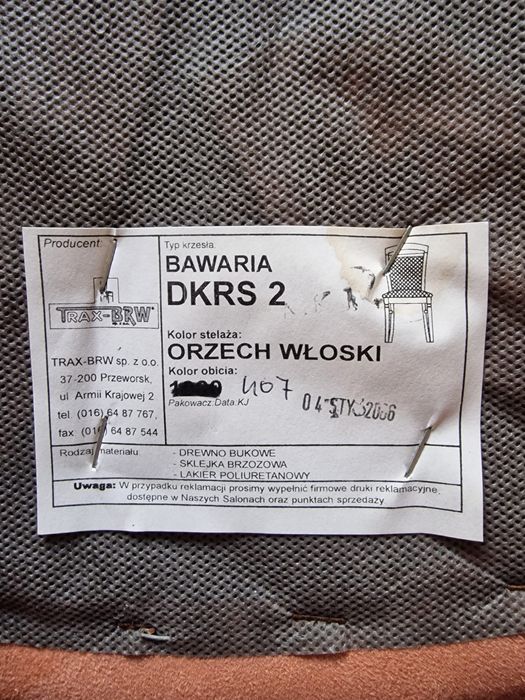 Producent:
TRAX-BRW
sp. z o.o.
TRAX-BRW sp. z o.o.
37-200 Przeworsk,
ul Armii Krajowej 2
tel. (016) 64 87 767,
fax (016) 64 87 544
Typ krzesła:
BAWARIA
DKRS 2
Kolor stelaża:
ORZECH WŁOSKI
Kolor obicia:
407
Pakowacz.Data:KJ
04 STY 2006
Rodzaj materiału
- DREWNO BUKOWE
- SKLEJKA BRZOZOWA
- LAKIER POLIURETANOWY
Uwaga: W przypadku reklamacji prosimy wypełnić firmowe druki reklamacyjne,
dostępne w Naszych Salonach oraz punktach sprzedaży